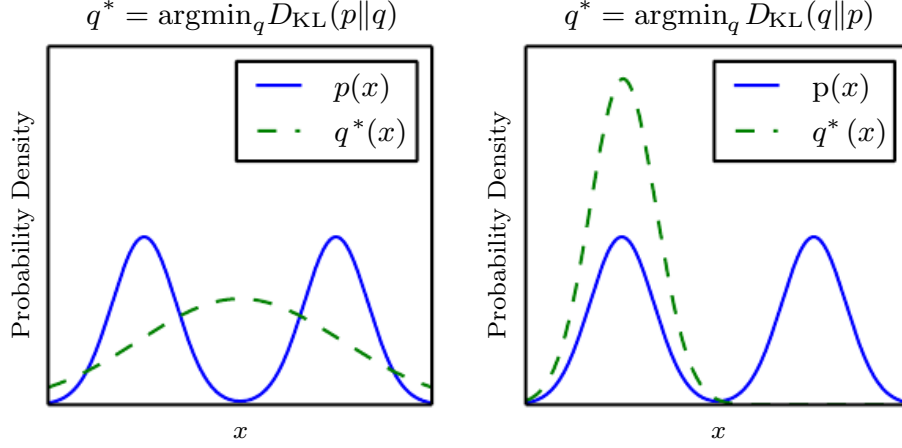 q* = argmin_q D_KL(p‖q)
p(x)
q*(x)
Probability Density
x
q* = argmin_q D_KL(q‖p)
p(x)
q* (x)
Probability Density
x